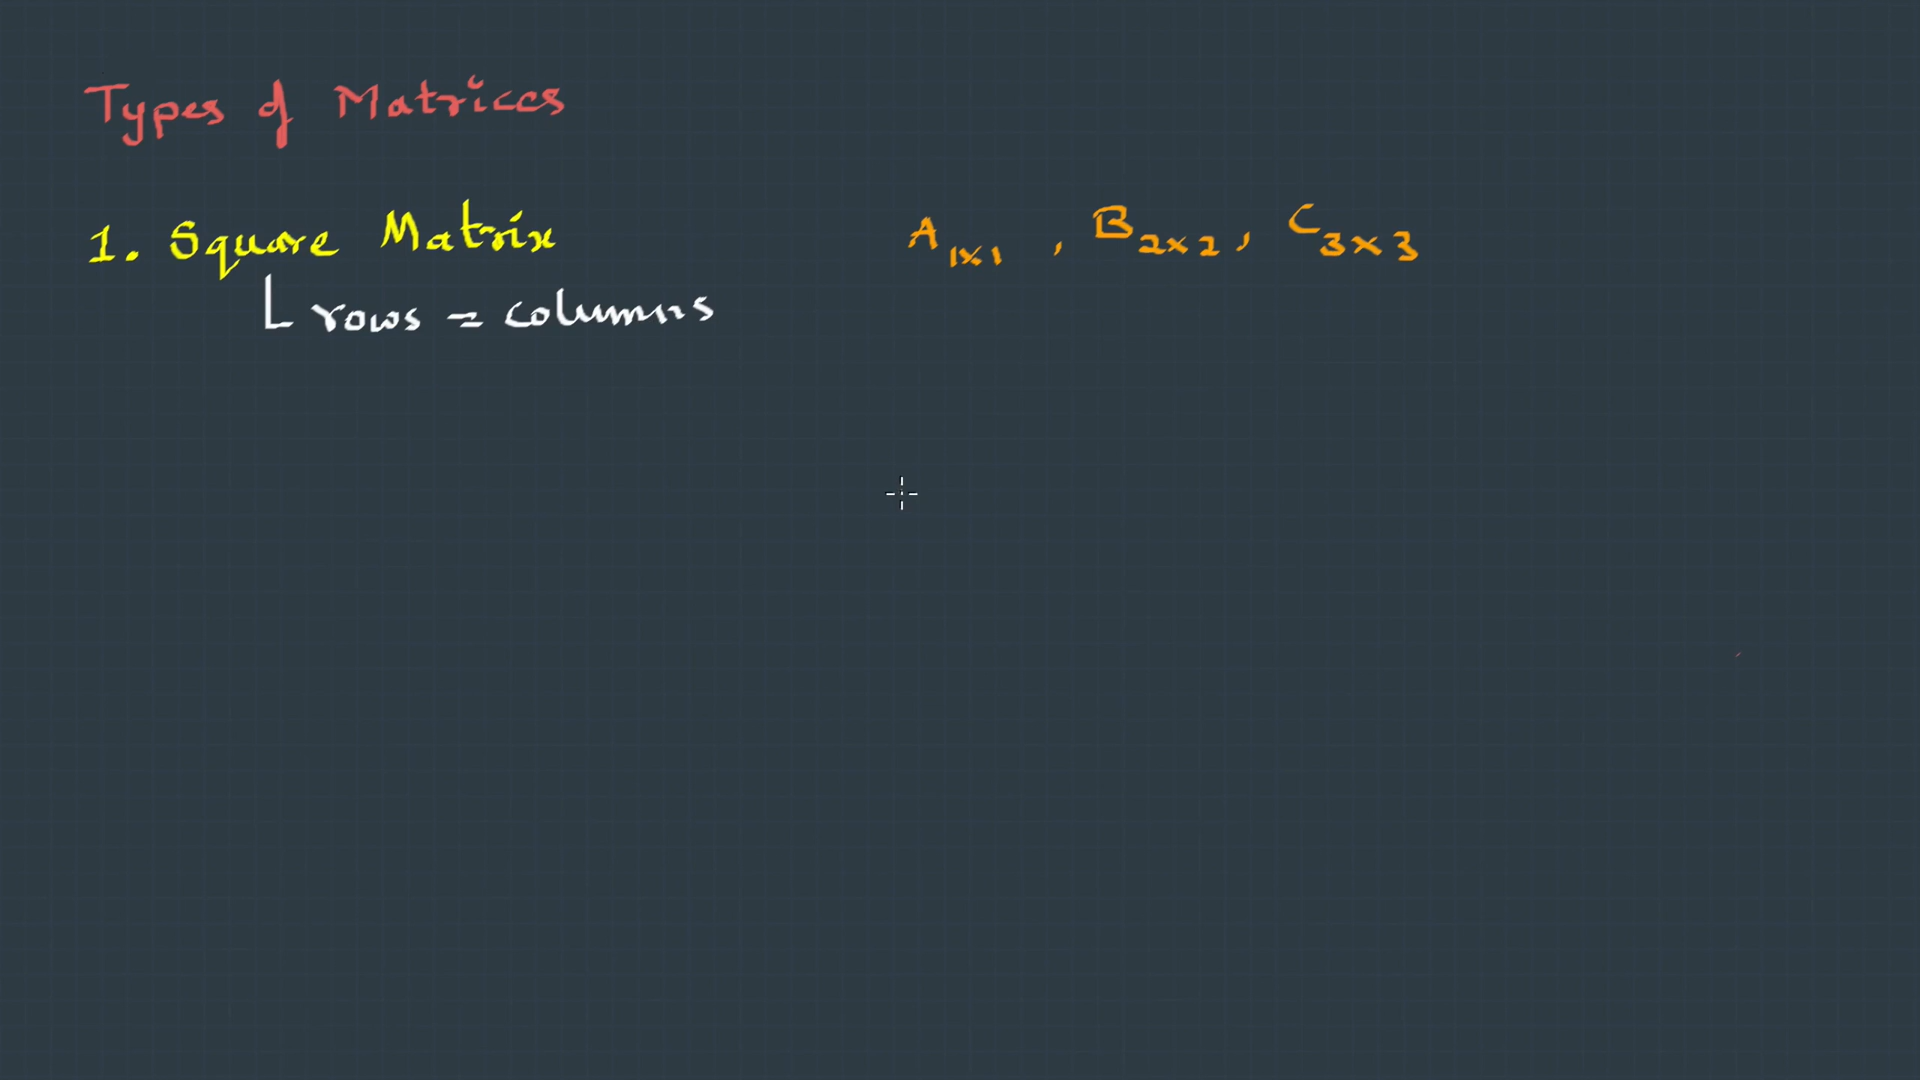 Types of Matrices
1. Square Matrix
A₁ₓ₁ , B₂ₓ₂, C₃ₓ₃
rows = columns